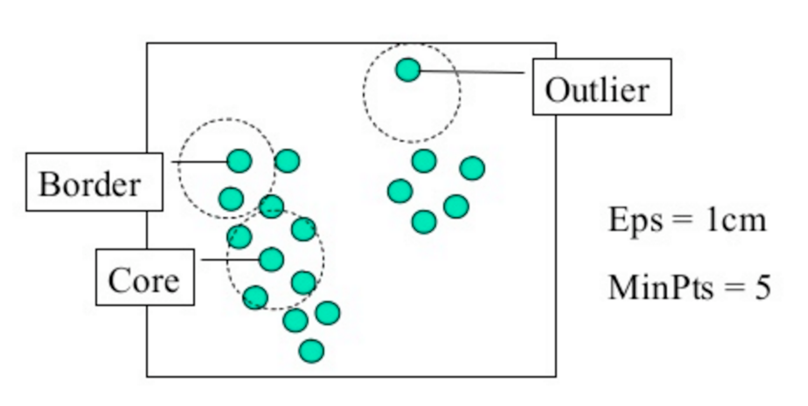 Outlier
Border
Core
Eps = 1cm
MinPts = 5